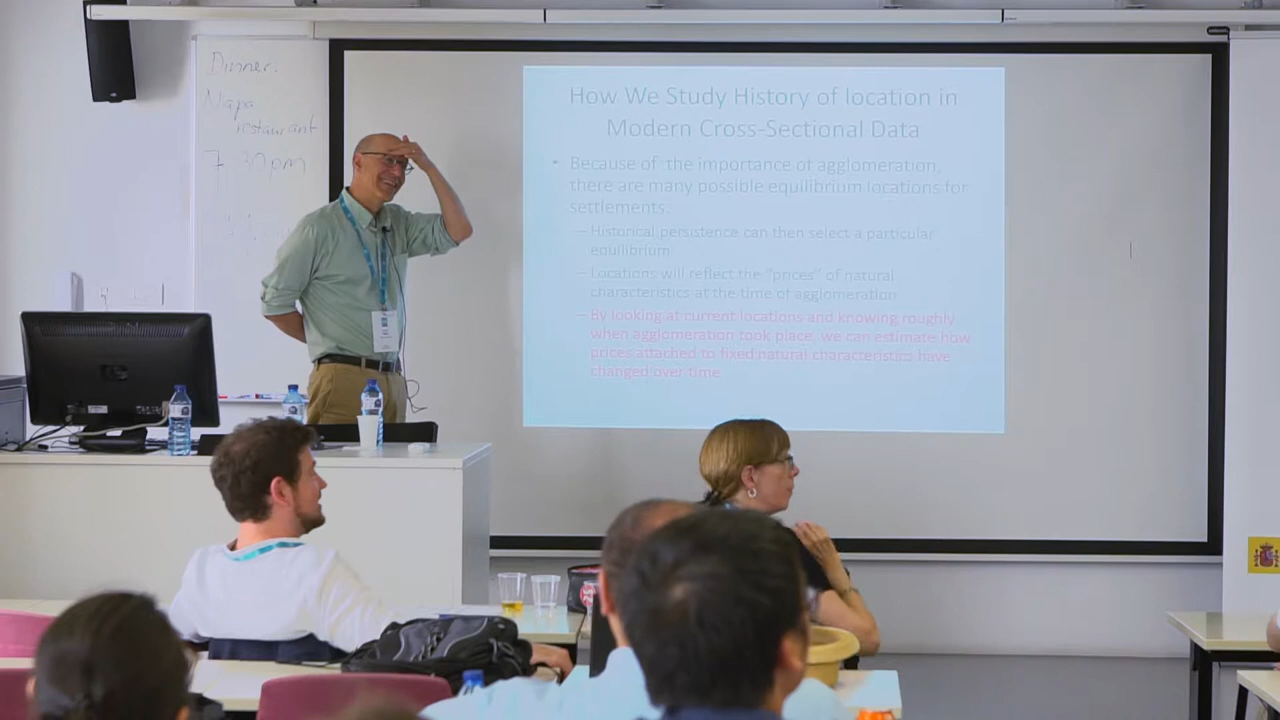 Dinner.
Napa
restaurant
7.30pm
How We Study History of location in
Modern Cross-Sectional Data
• Because of the importance of agglomeration,
there are many possible equilibrium locations for
settlements.
– Historical persistence can then select a particular
equilibrium
– Locations will reflect the "prices" of natural
characteristics at the time of agglomeration
– By looking at current locations and knowing roughly
when agglomeration took place, we can estimate how
prices attached to fixed natural characteristics have
changed over time